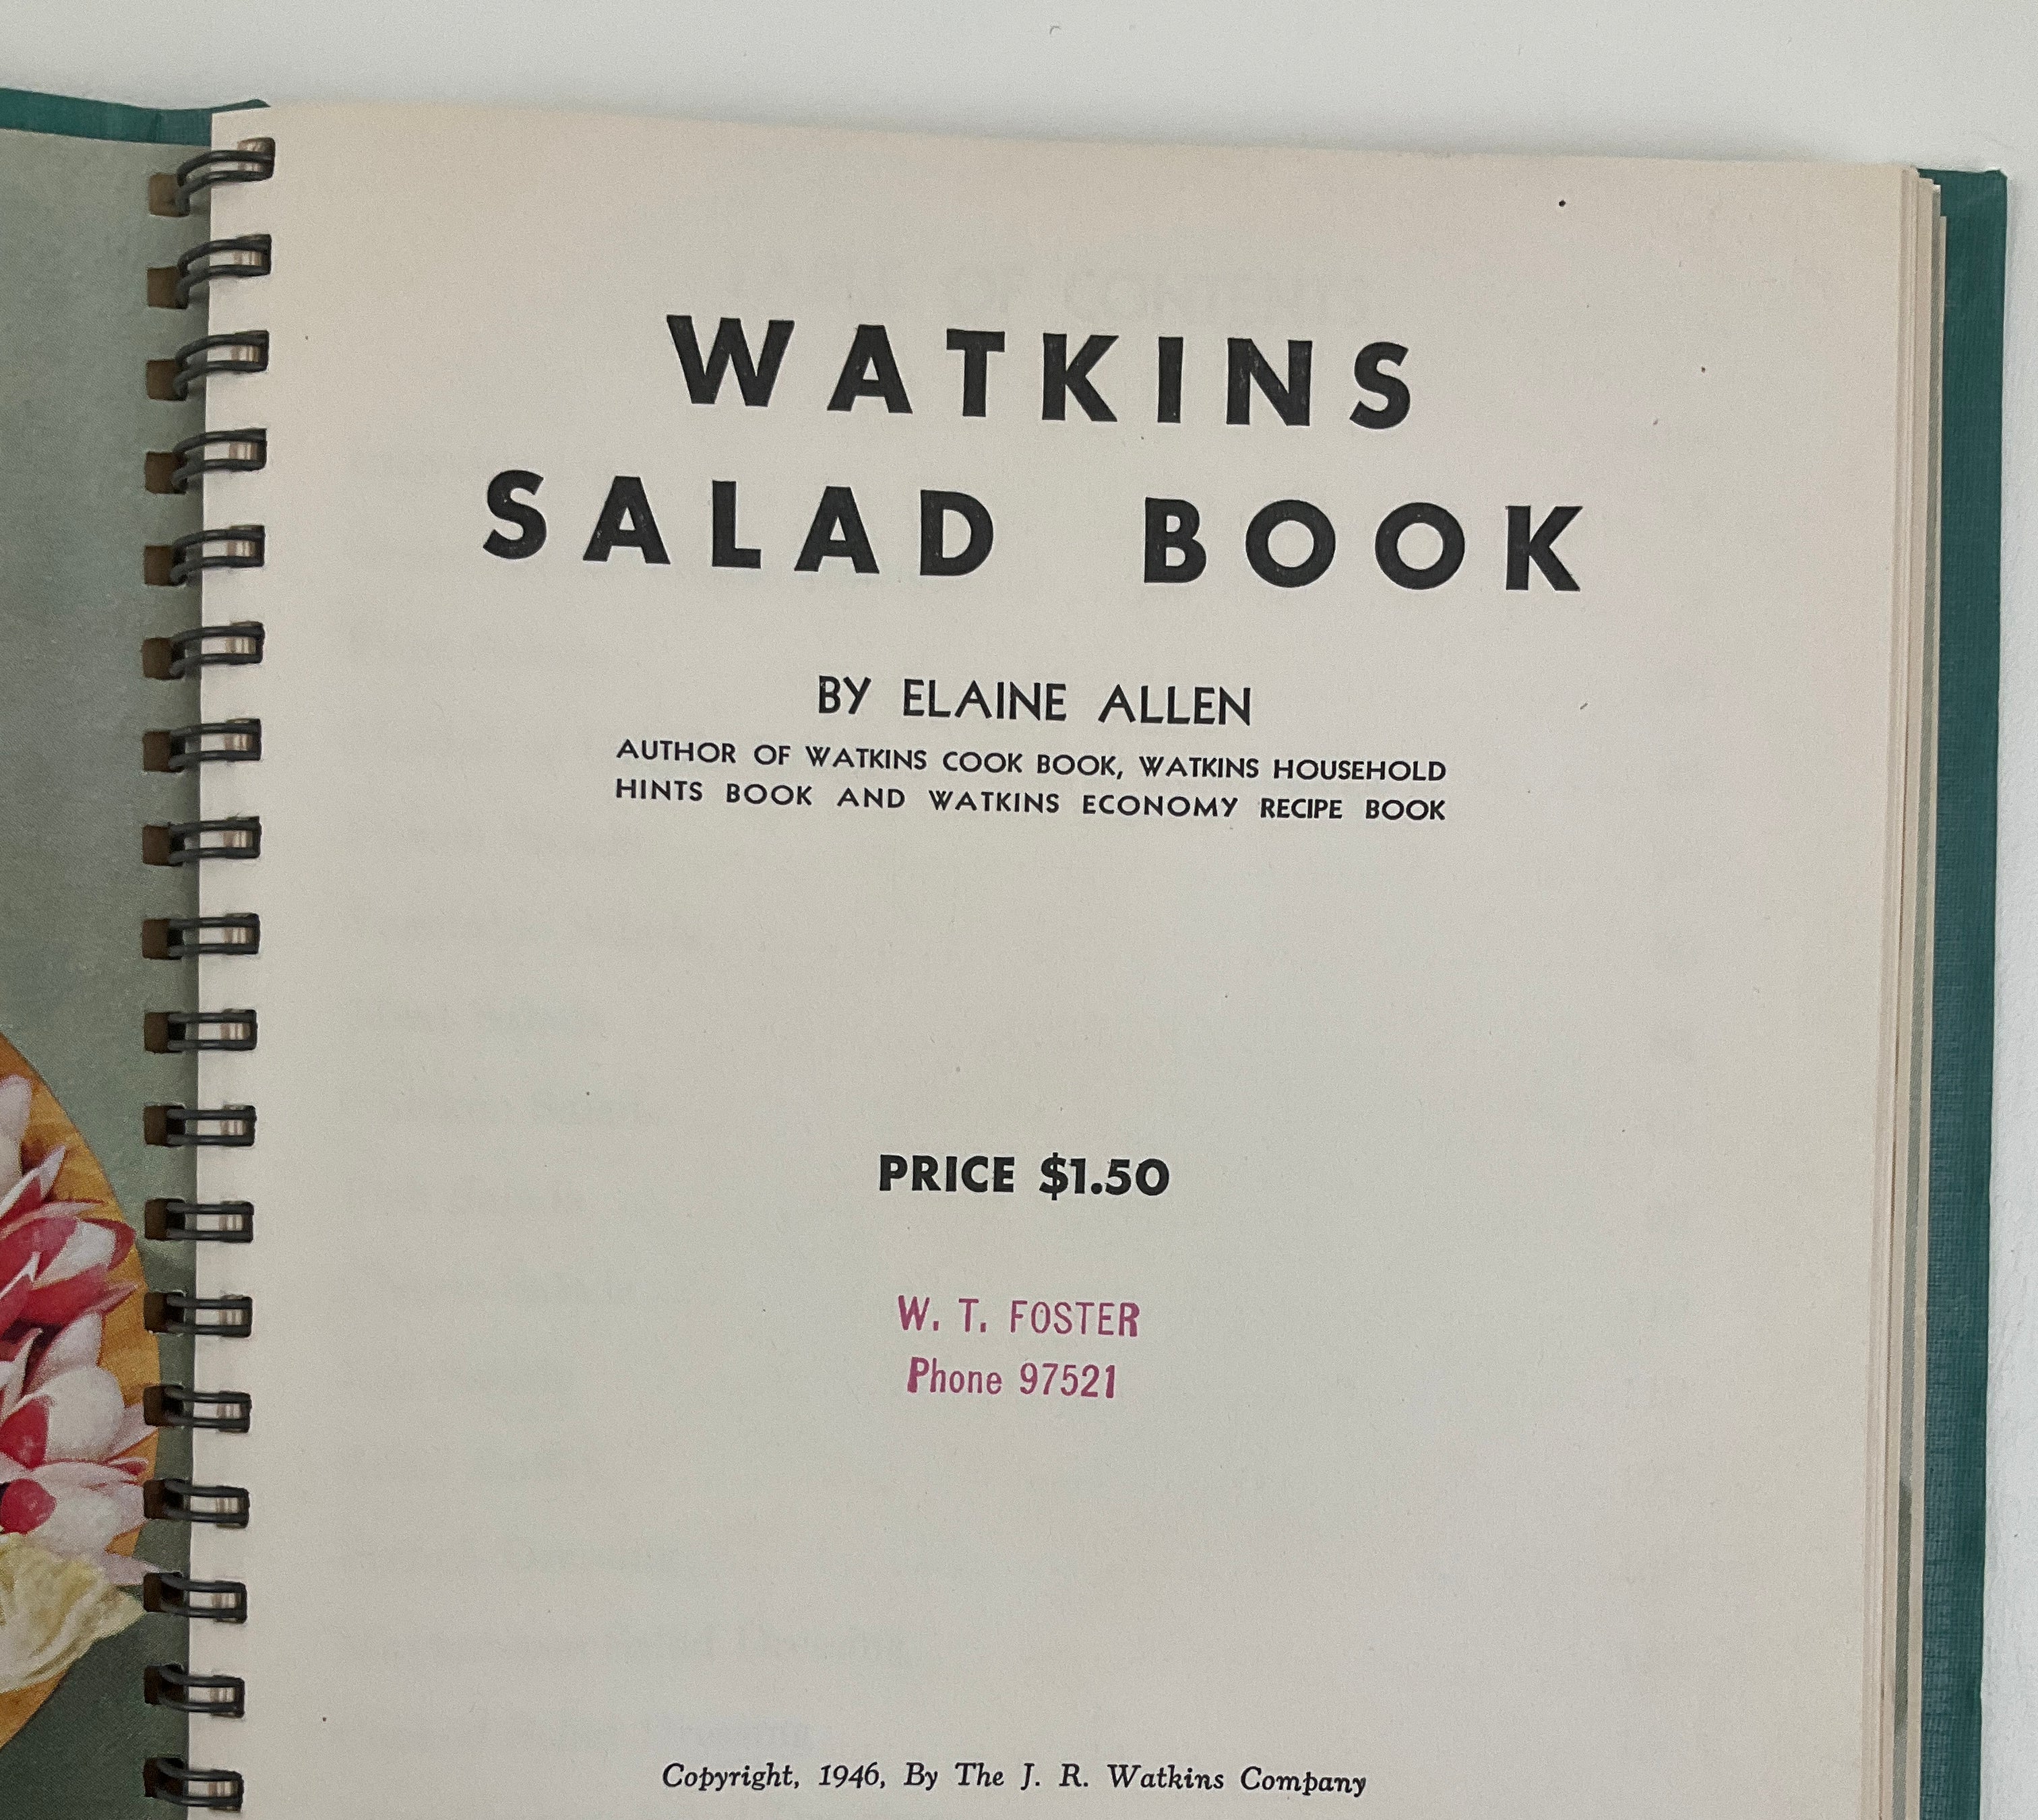 WATKINS
SALAD BOOK
BY ELAINE ALLEN
AUTHOR OF WATKINS COOK BOOK, WATKINS HOUSEHOLD
HINTS BOOK AND WATKINS ECONOMY RECIPE BOOK
PRICE $1.50
W. T. FOSTER
Phone 97521
Copyright, 1946, By The J. R. Watkins Company